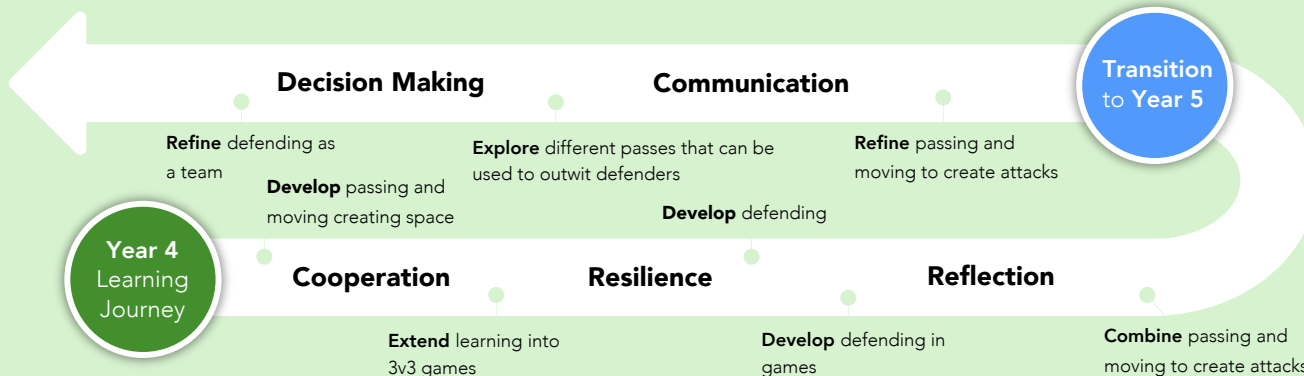 Decision Making
Communication
Transition
to Year 5
Refine defending as
a team
Explore different passes that can be
used to outwit defenders
Refine passing and
moving to create attacks
Develop passing and
moving creating space
Develop defending
Year 4
Learning
Journey
Cooperation
Resilience
Reflection
Extend learning into
3v3 games
Develop defending in
games
Combine passing and
moving to create attacks